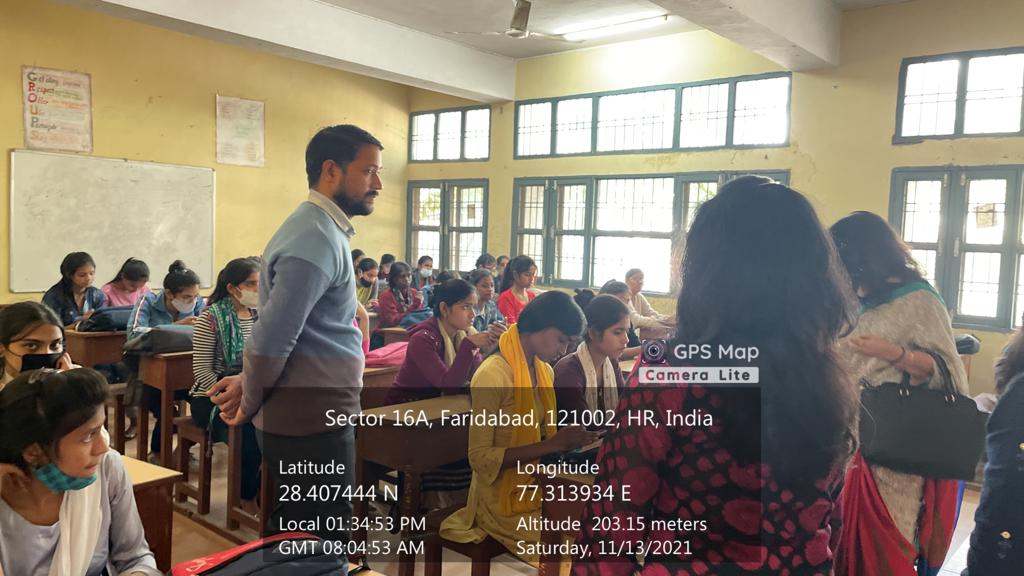 GROUP
GPS Map
Camera Lite
Sector 16A, Faridabad, 121002, HR, India
Latitude
28.407444 N
Longitude
77.313934 E
Local 01:34:53 PM
GMT 08:04:53 AM
Altitude 203.15 meters
Saturday, 11/13/2021